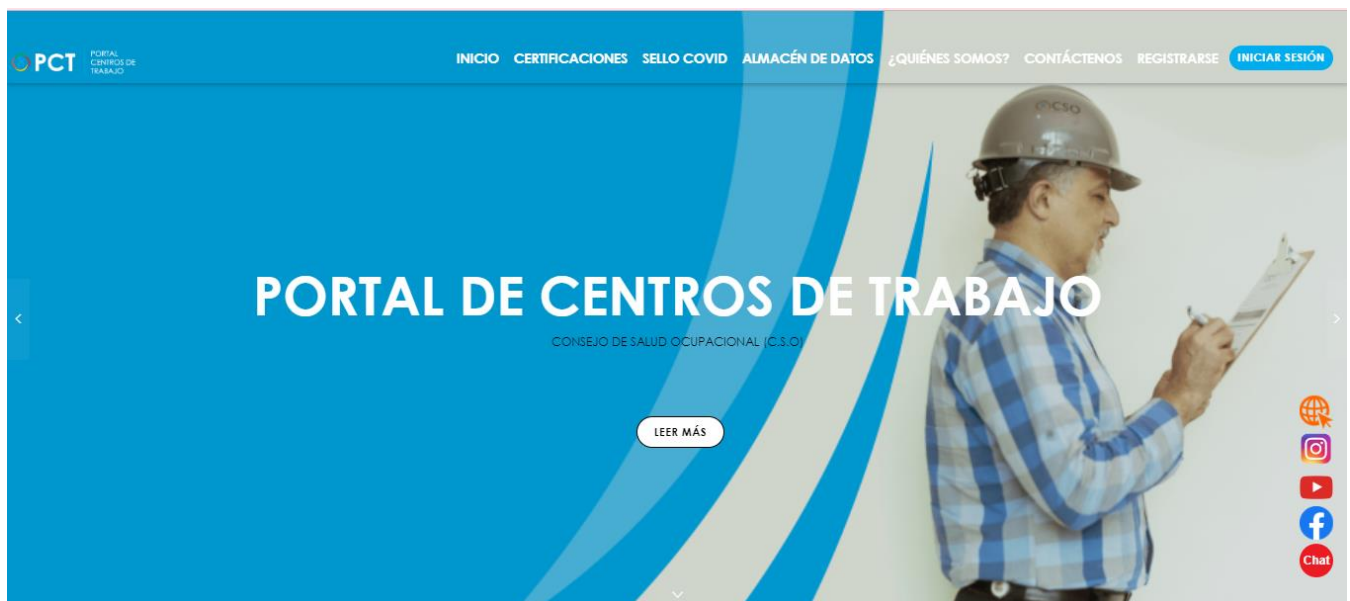 PCT
PORTAL
CENTROS DE
TRABAJO
INICIO CERTIFICACIONES SELLO COVID ALMACÉN DE DATOS ¿QUIÉNES SOMOS? CONTÁCTENOS REGISTRARSE INICIAR SESIÓN
CSO
PORTAL DE CENTROS DE TRABAJO
CONSEJO DE SALUD OCUPACIONAL (C.S.O)
LEER MÁS
Chat